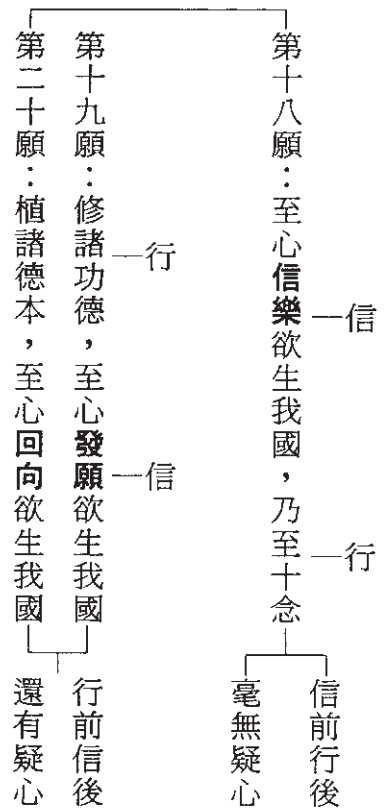 第十八願：至心信樂欲生我國，乃至十念
信
行
信前行後
毫無疑心
第十九願：修諸功德，至心發願欲生我國
行
信
第二十願：植諸德本，至心回向欲生我國
行前信後
還有疑心